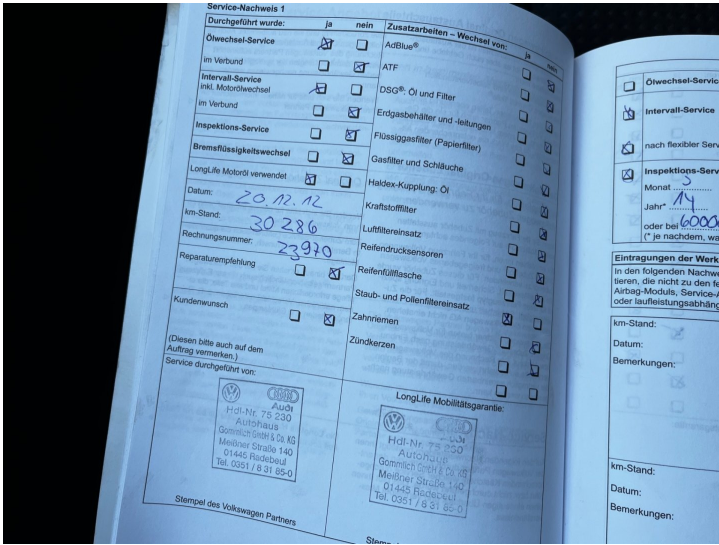 Service-Nachweis 1
Durchgeführt wurde: ja nein
Ölwechsel-Service
im Verbund
Intervall-Service
inkl. Motorölwechsel
im Verbund
Inspektions-Service
Bremsflüssigkeitswechsel
LongLife Motoröl verwendet
Datum: 20.12.12
km-Stand: 30 286
Rechnungsnummer: 23970
Reparaturempfehlung
Kundenwunsch
(Diesen bitte auch auf dem
Auftrag vermerken.)
Service durchgeführt von:
Audi
Hdl-Nr. 75 230
Autohaus
Gommlich GmbH & Co. KG
Meißner Straße 140
01445 Radebeul
Tel. 0351 / 8 31 85-0
Stempel des Volkswagen Partners
Zusatzarbeiten – Wechsel von: ja nein
AdBlue®
ATF
DSG®: Öl und Filter
Erdgasbehälter und -leitungen
Flüssiggasfilter (Papierfilter)
Gasfilter und Schläuche
Haldex-Kupplung: Öl
Kraftstofffilter
Luftfiltereinsatz
Reifendrucksensoren
Reifenfüllflasche
Staub- und Pollenfiltereinsatz
Zahnriemen
Zündkerzen
LongLife Mobilitätsgarantie:
Audi
Hdl-Nr. 75 230
Autohaus
Gommlich GmbH & Co. KG
Meißner Straße 140
01445 Radebeul
Tel. 0351 / 8 31 85-0
Ölwechsel-Servic
Intervall-Service
nach flexibler Serv
Inspektions-Serv
Monat
Jahr* 14
oder bei 6000
(* je nachdem, wa
Eintragungen der Werk
In den folgenden Nachwe
tieren, die nicht zu den fe
Airbag-Moduls, Service-A
oder laufleistungsabhäng
km-Stand:
Datum:
Bemerkungen:
km-Stand:
Datum:
Bemerkungen: